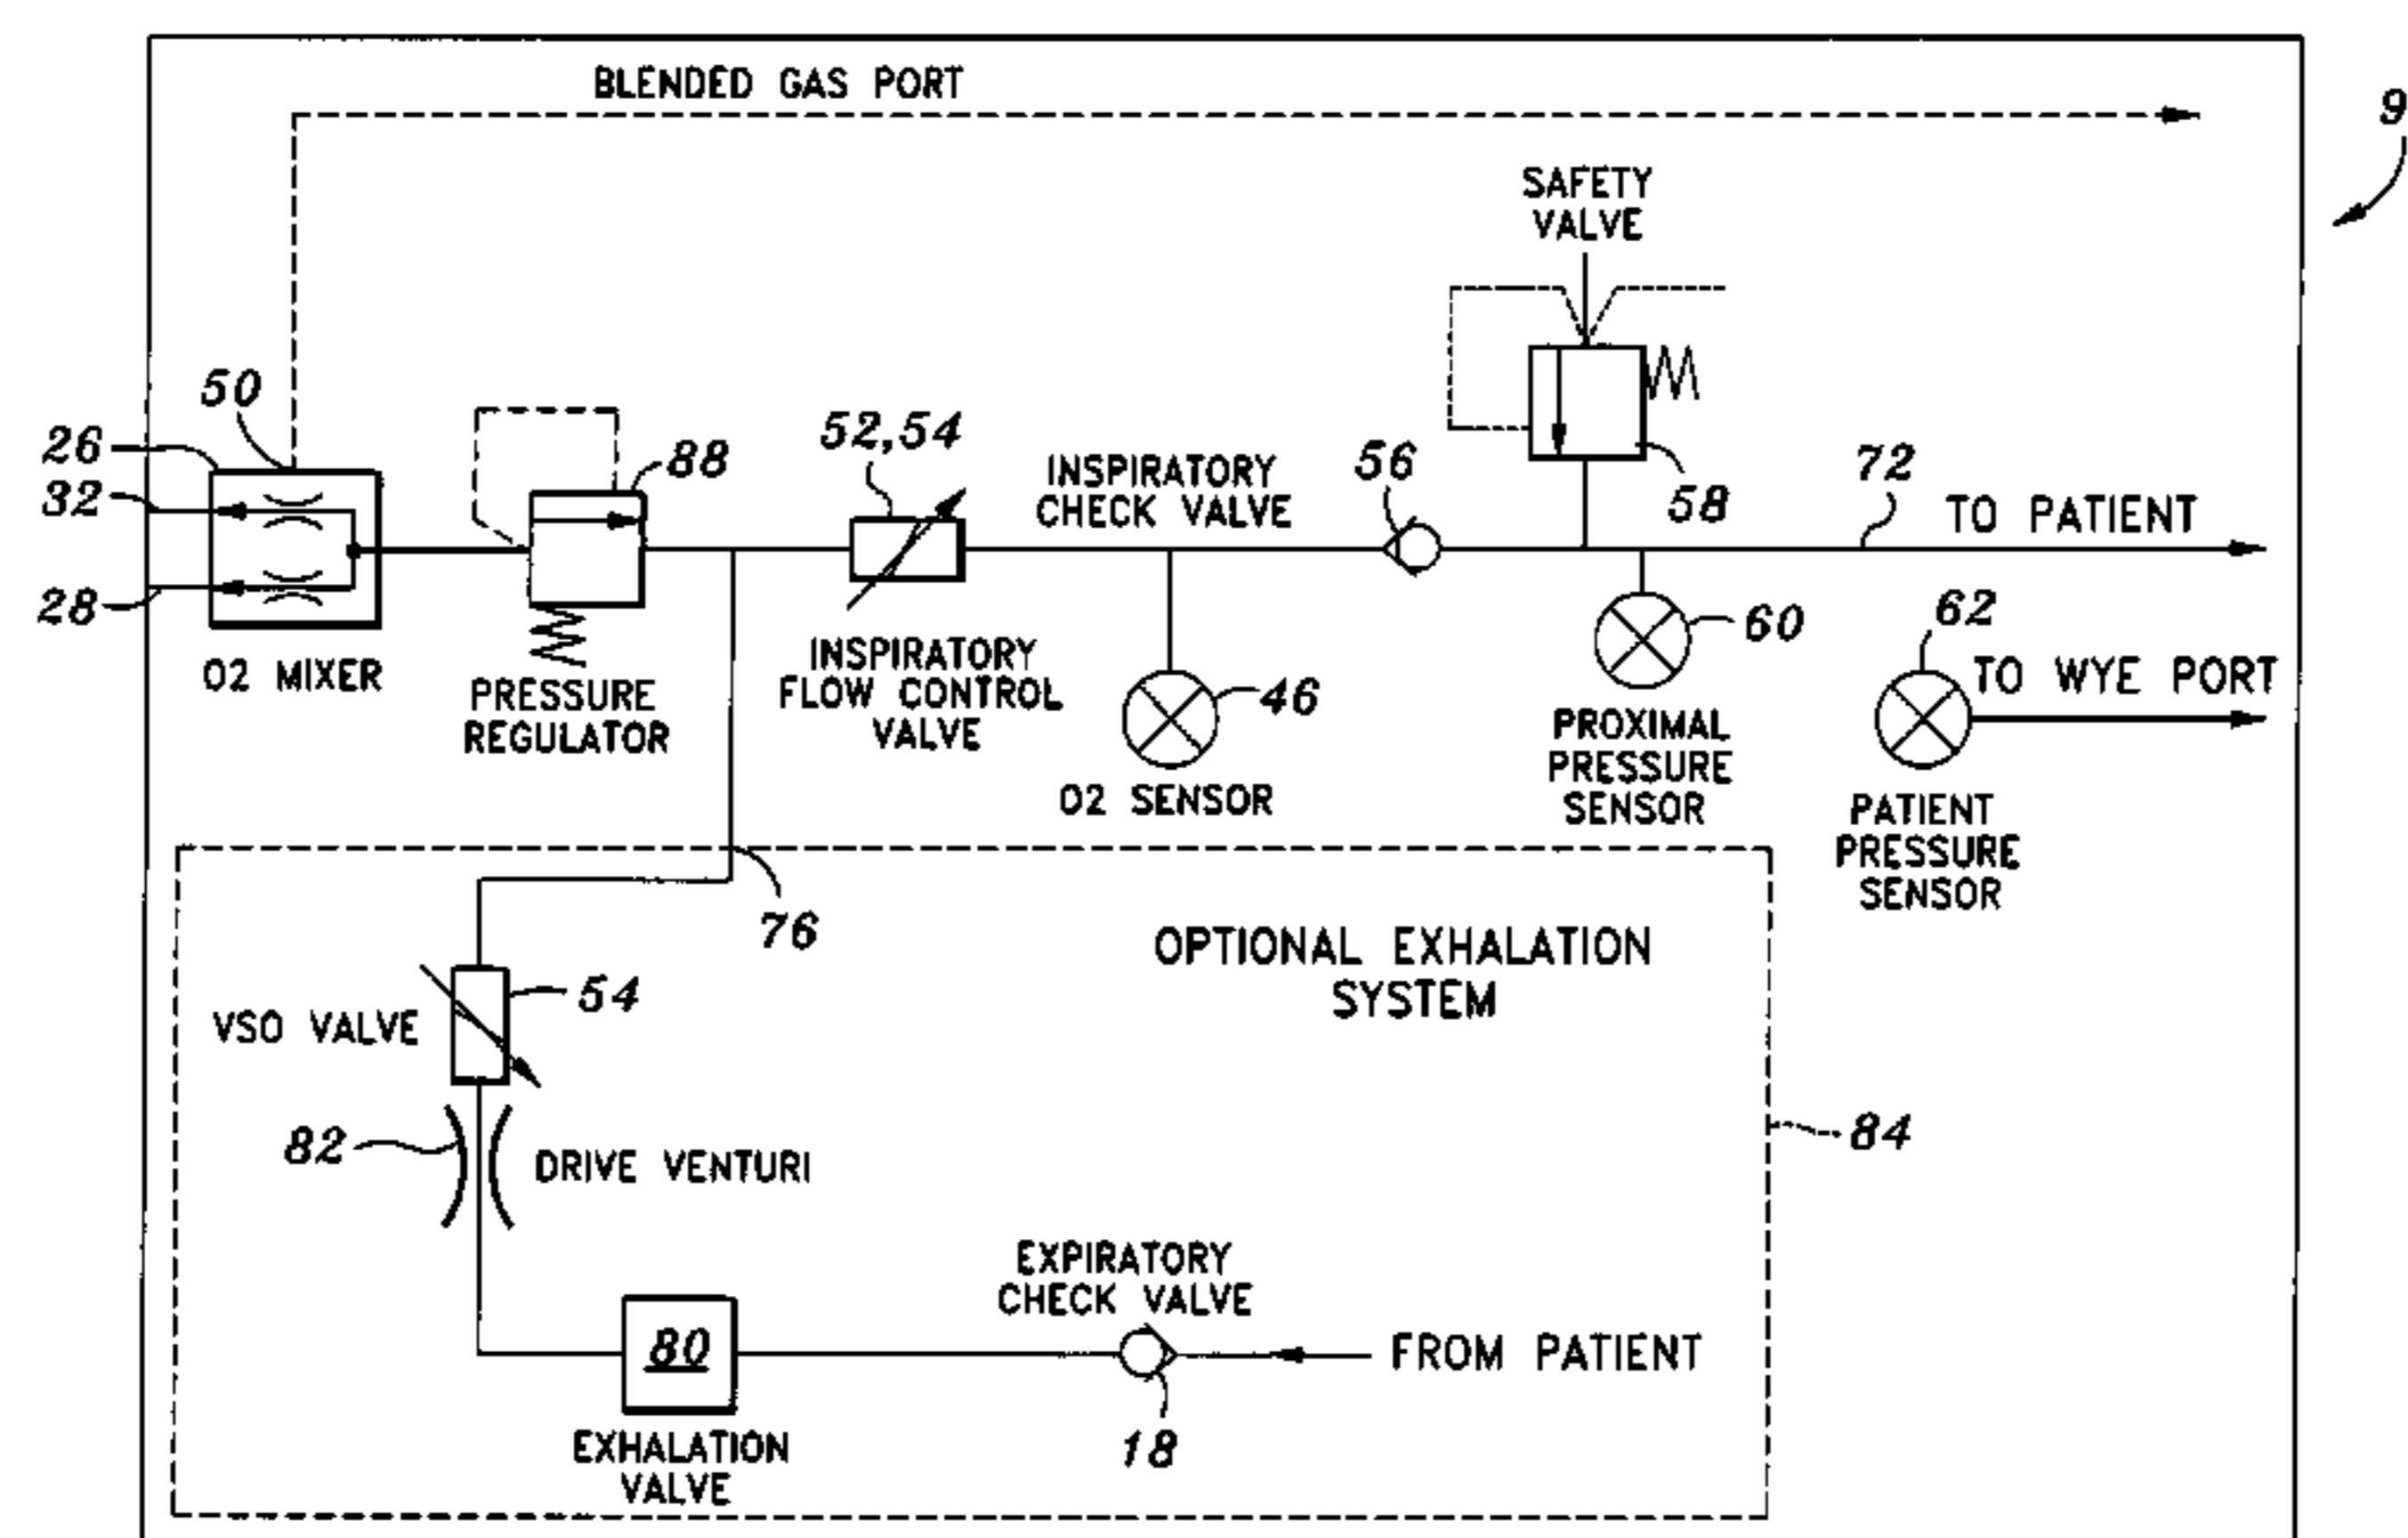 BLENDED GAS PORT
9
SAFETY
VALVE
50
26
32
28
O2 MIXER
88
PRESSURE
REGULATOR
52,54
INSPIRATORY
FLOW CONTROL
VALVE
INSPIRATORY
CHECK VALVE
56
58
72
TO PATIENT
46
O2 SENSOR
60
PROXIMAL
PRESSURE
SENSOR
62
TO WYE PORT
PATIENT
PRESSURE
SENSOR
76
OPTIONAL EXHALATION
SYSTEM
VSO VALVE
54
82
DRIVE VENTURI
84
EXPIRATORY
CHECK VALVE
80
FROM PATIENT
18
EXHALATION
VALVE